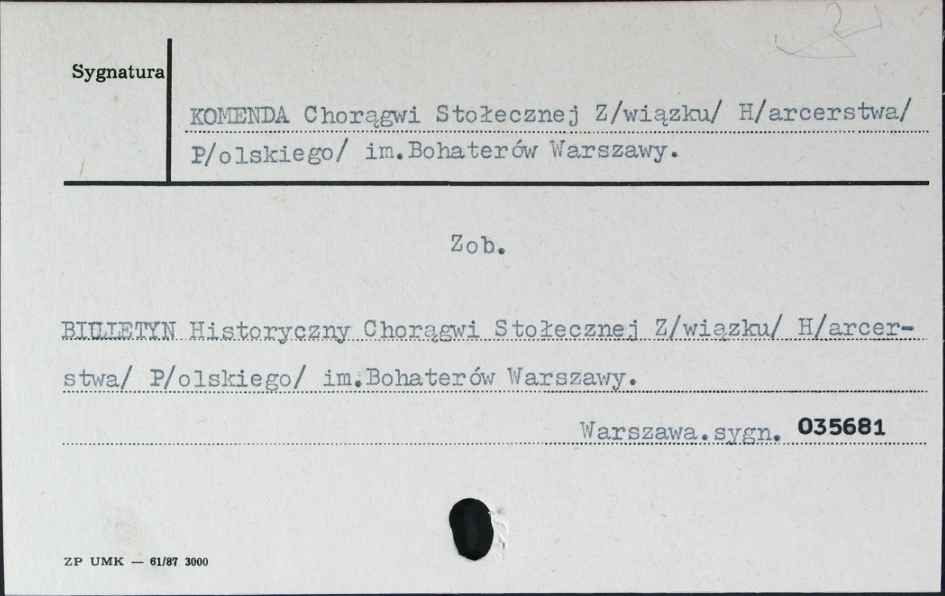 Sygnatura
KOMENDA Chorągwi Stołecznej Z/wiązku/ H/arcerstwa/
P/olskiego/ im.Bohaterów Warszawy.
Zob.
BIULETYN Historyczny Chorągwi Stołecznej Z/wiązku/ H/arcer-
stwa/ P/olskiego/ im.Bohaterów Warszawy.
Warszawa.sygn. 035681
ZP UMK — 61/87 3000